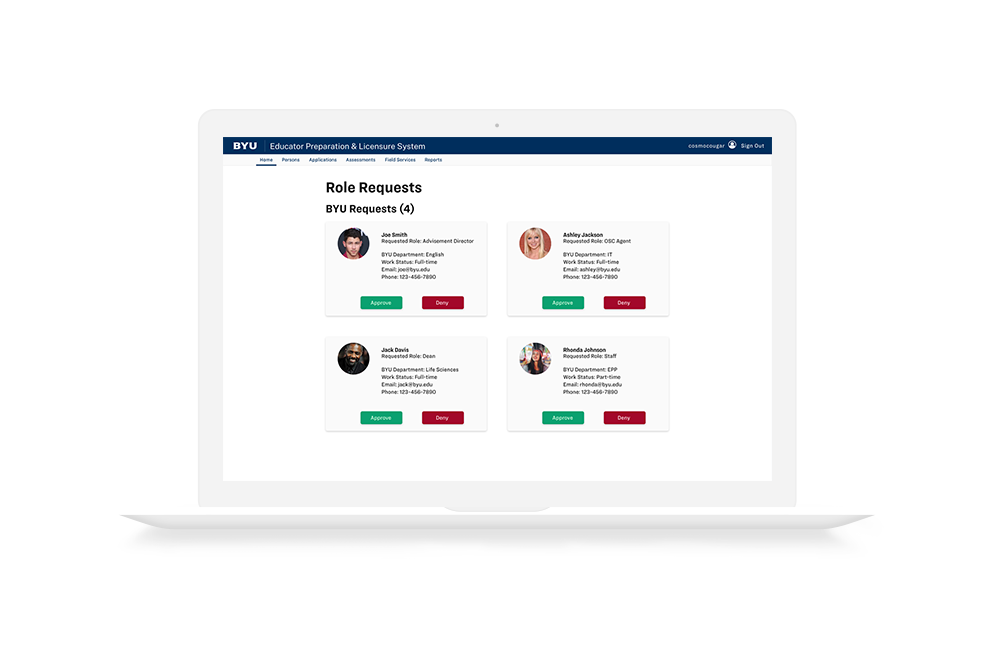 BYU Educator Preparation & Licensure System cosmocougar Sign Out
Home Persons Applications Assessments Field Services Reports
Role Requests
BYU Requests (4)
Joe Smith
Requested Role: Advisement Director
BYU Department: English
Work Status: Full-time
Email: joe@byu.edu
Phone: 123-456-7890
Approve Deny
Ashley Jackson
Requested Role: OSC Agent
BYU Department: IT
Work Status: Full-time
Email: ashley@byu.edu
Phone: 123-456-7890
Approve Deny
Jack Davis
Requested Role: Dean
BYU Department: Life Sciences
Work Status: Full-time
Email: jack@byu.edu
Phone: 123-456-7890
Approve Deny
Rhonda Johnson
Requested Role: Staff
BYU Department: EPP
Work Status: Part-time
Email: rhonda@byu.edu
Phone: 123-456-7890
Approve Deny